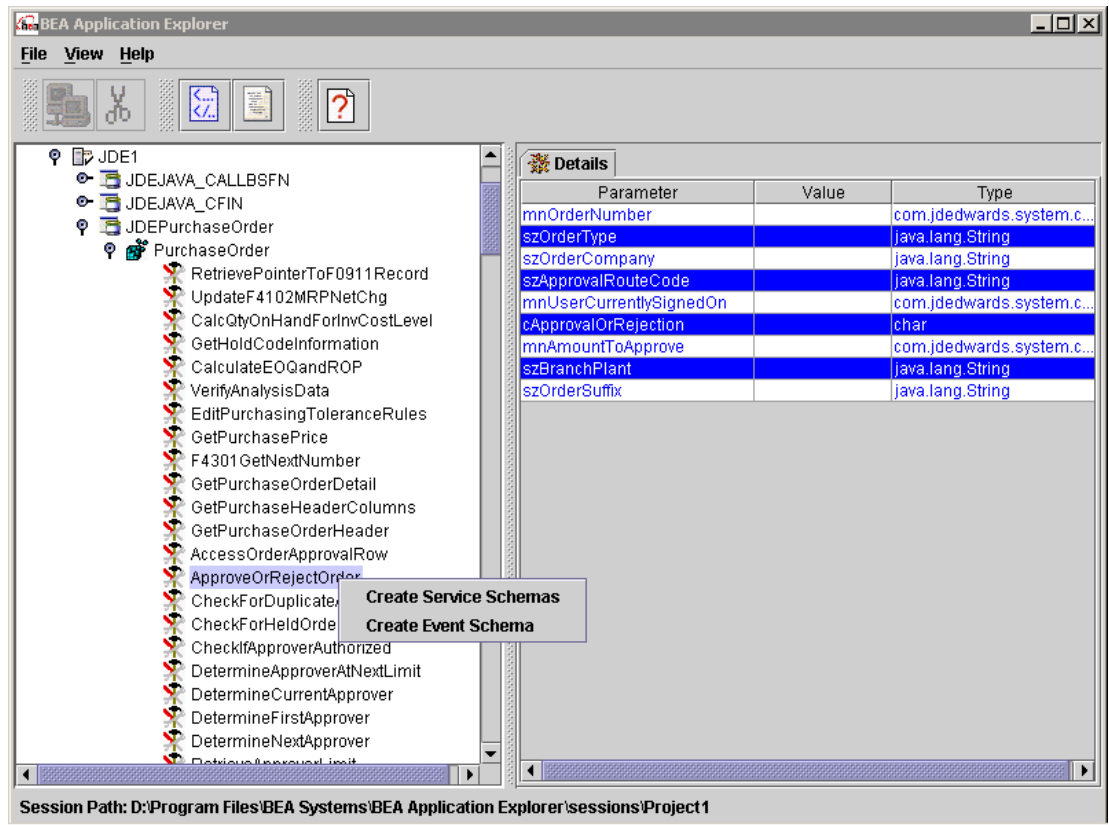 BEA Application Explorer
File View Help
JDE1
JDEJAVA_CALLBSFN
JDEJAVA_CFIN
JDEPurchaseOrder
PurchaseOrder
RetrievePointerToF0911Record
UpdateF4102MRPNetChg
CalcQtyOnHandForInvCostLevel
GetHoldCodeInformation
CalculateEOQandROP
VerifyAnalysisData
EditPurchasingToleranceRules
GetPurchasePrice
F4301GetNextNumber
GetPurchaseOrderDetail
GetPurchaseHeaderColumns
GetPurchaseOrderHeader
AccessOrderApprovalRow
ApproveOrRejectOrder
CheckForDuplicate
CheckForHeldOrde
CheckIfApproverAuthorized
DetermineApproverAtNextLimit
DetermineCurrentApprover
DetermineFirstApprover
DetermineNextApprover
RetrieveApproverLimit
Create Service Schemas
Create Event Schema
Details
Parameter Value Type
mnOrderNumber com.jdedwards.system.c...
szOrderType java.lang.String
szOrderCompany java.lang.String
szApprovalRouteCode java.lang.String
mnUserCurrentlySignedOn com.jdedwards.system.c...
cApprovalOrRejection char
mnAmountToApprove com.jdedwards.system.c...
szBranchPlant java.lang.String
szOrderSuffix java.lang.String
Session Path: D:\Program Files\BEA Systems\BEA Application Explorer\sessions\Project1